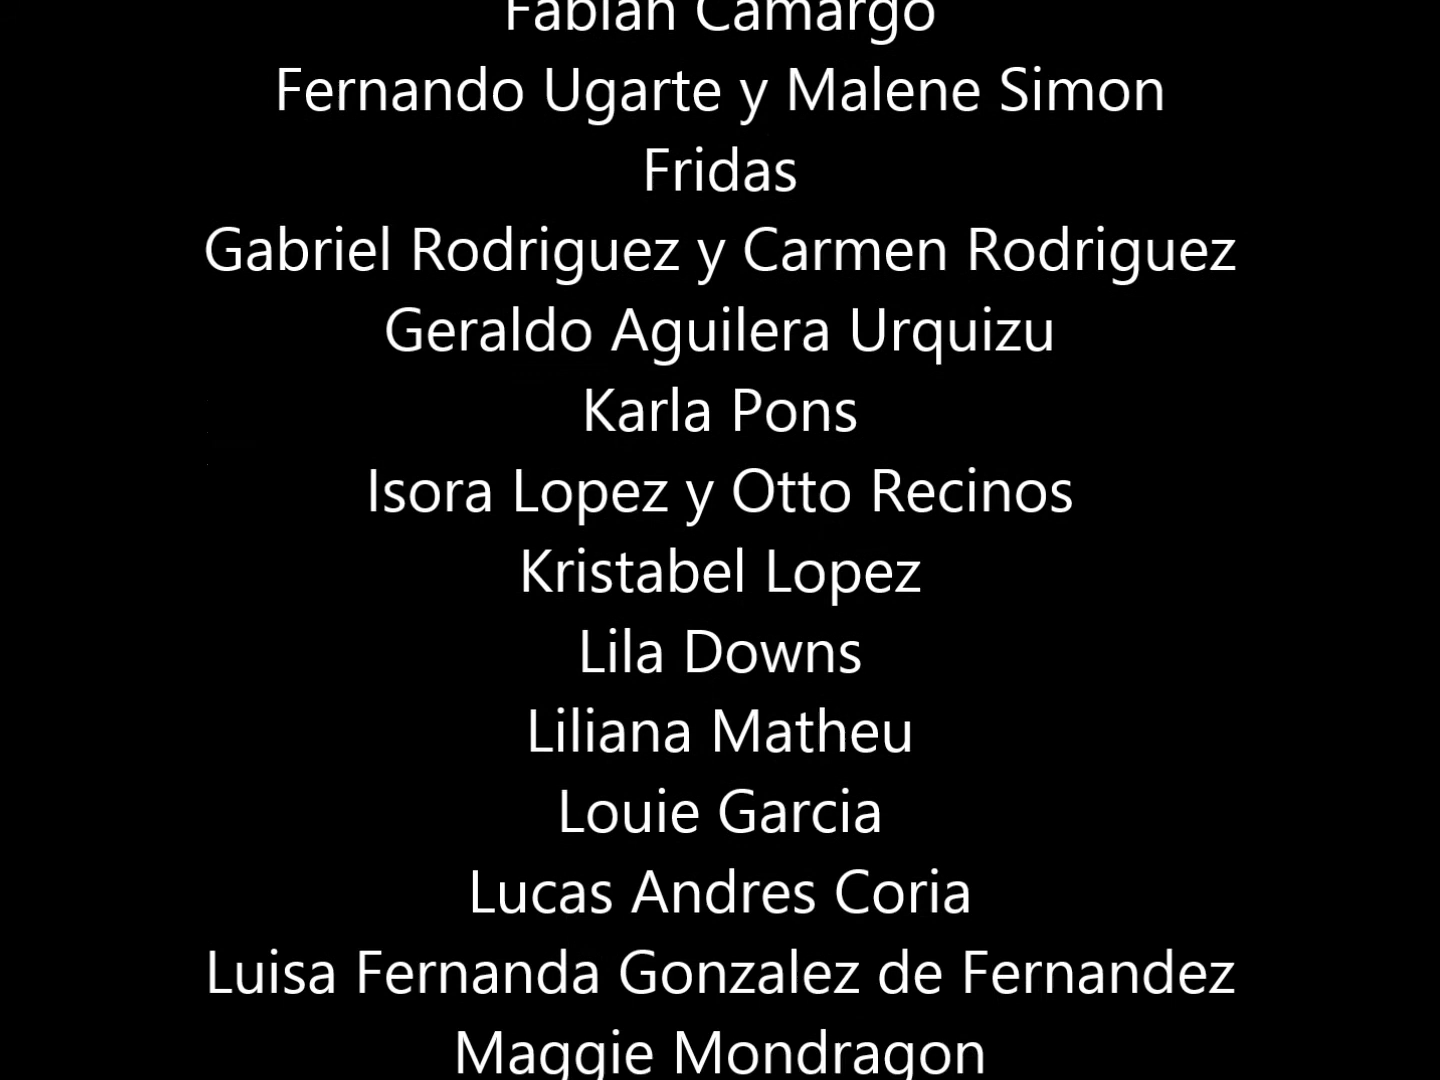 Fabian Camargo
Fernando Ugarte y Malene Simon
Fridas
Gabriel Rodriguez y Carmen Rodriguez
Geraldo Aguilera Urquizu
Karla Pons
Isora Lopez y Otto Recinos
Kristabel Lopez
Lila Downs
Liliana Matheu
Louie Garcia
Lucas Andres Coria
Luisa Fernanda Gonzalez de Fernandez
Maggie Mondragon